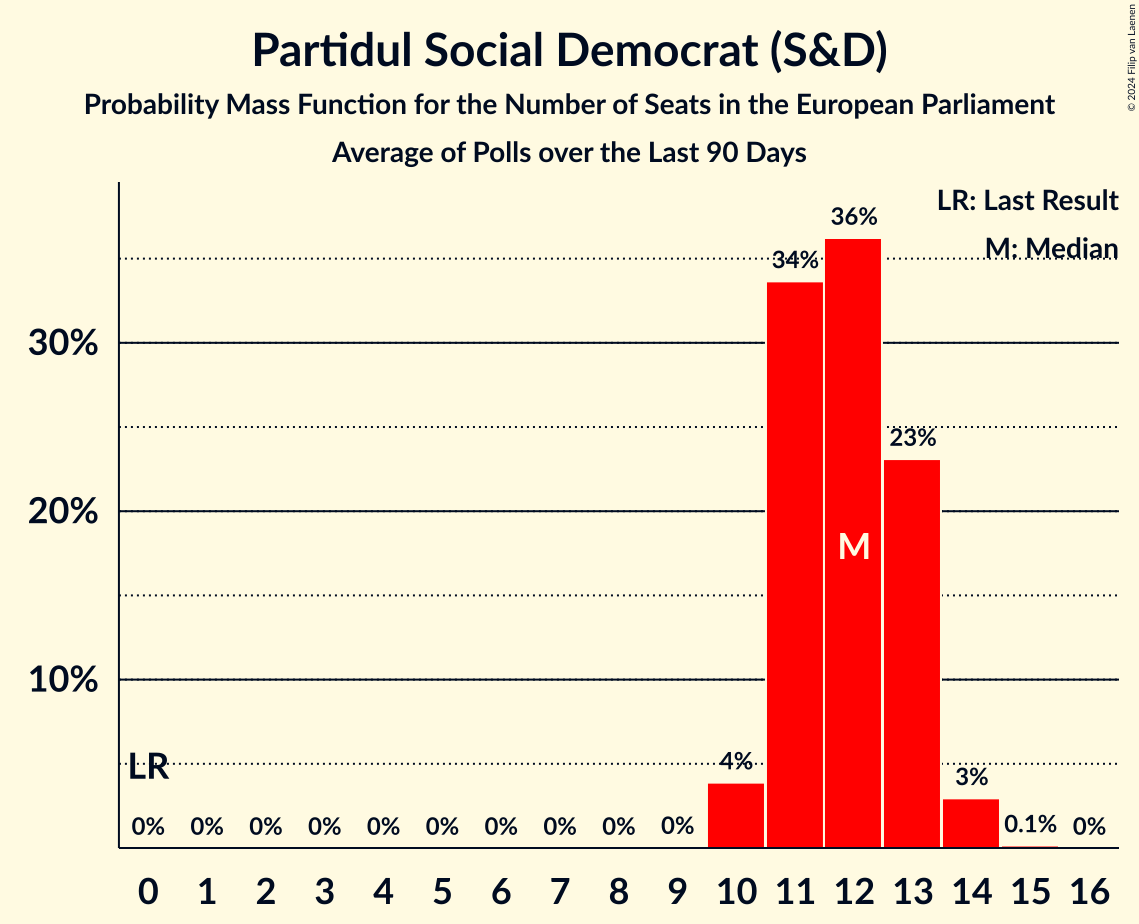 Partidul Social Democrat (S&D)
Probability Mass Function for the Number of Seats in the European Parliament
Average of Polls over the Last 90 Days
© 2024 Filip van Laenen
LR: Last Result
M: Median
36%
34%
30%
23%
20%
M
10%
LR
4%
3%
0% 0% 0% 0% 0% 0% 0% 0% 0% 0% 0.1% 0%
0 1 2 3 4 5 6 7 8 9 10 11 12 13 14 15 16